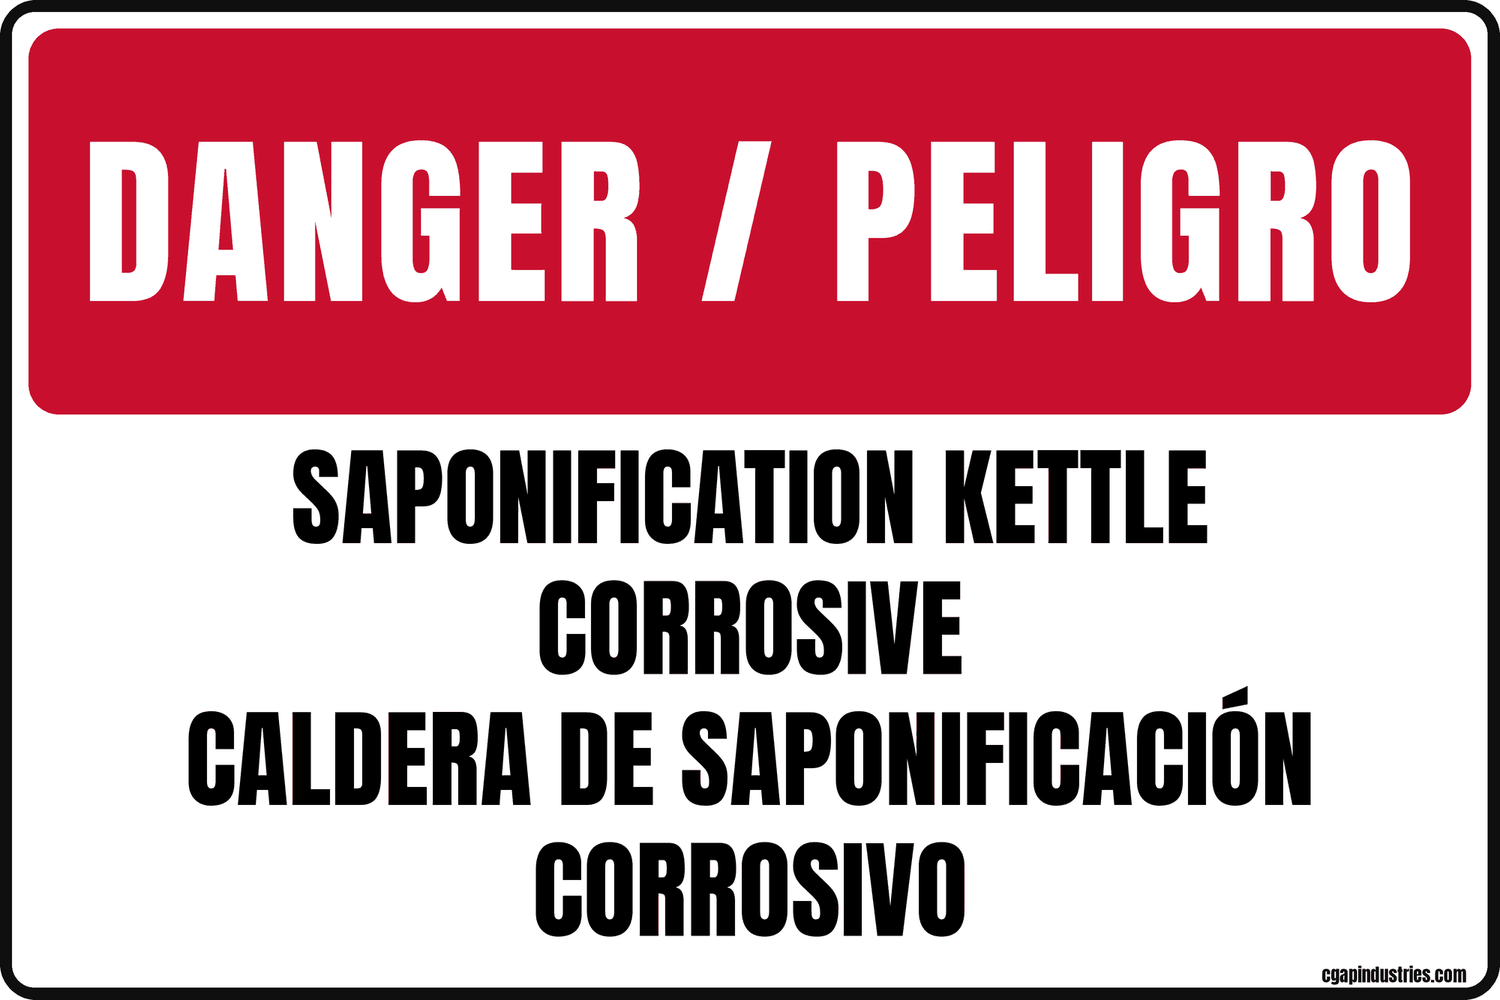 DANGER / PELIGRO
SAPONIFICATION KETTLE
CORROSIVE
CALDERA DE SAPONIFICACIÓN
CORROSIVO
cgapindustries.com